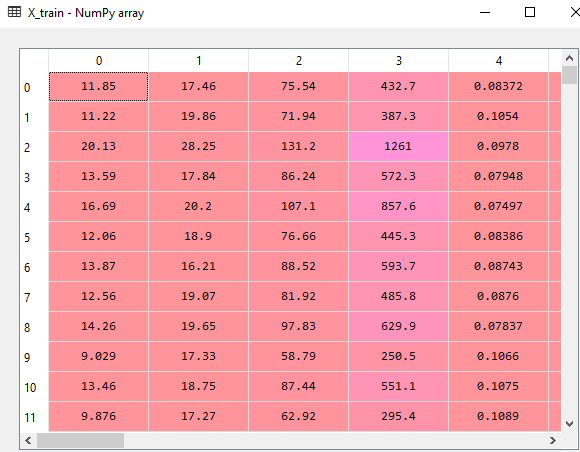 X_train - NumPy array
0 1 2 3 4
0 11.85 17.46 75.54 432.7 0.08372
1 11.22 19.86 71.94 387.3 0.1054
2 20.13 28.25 131.2 1261 0.0978
3 13.59 17.84 86.24 572.3 0.07948
4 16.69 20.2 107.1 857.6 0.07497
5 12.06 18.9 76.66 445.3 0.08386
6 13.87 16.21 88.52 593.7 0.08743
7 12.56 19.07 81.92 485.8 0.0876
8 14.26 19.65 97.83 629.9 0.07837
9 9.029 17.33 58.79 250.5 0.1066
10 13.46 18.75 87.44 551.1 0.1075
11 9.876 17.27 62.92 295.4 0.1089